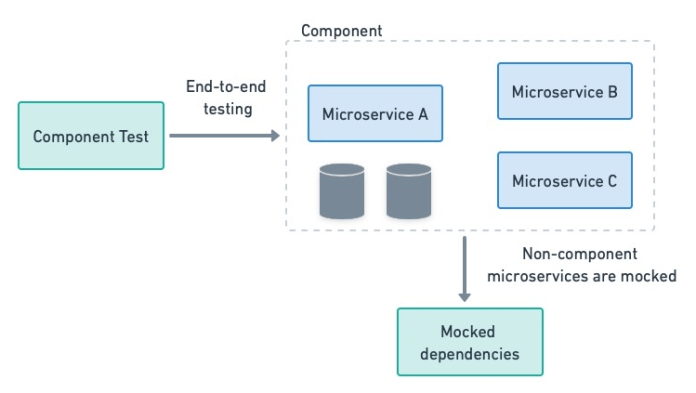 Component
End-to-end
testing
Component Test
Microservice A
Microservice B
Microservice C
Non-component
microservices are mocked
Mocked
dependencies